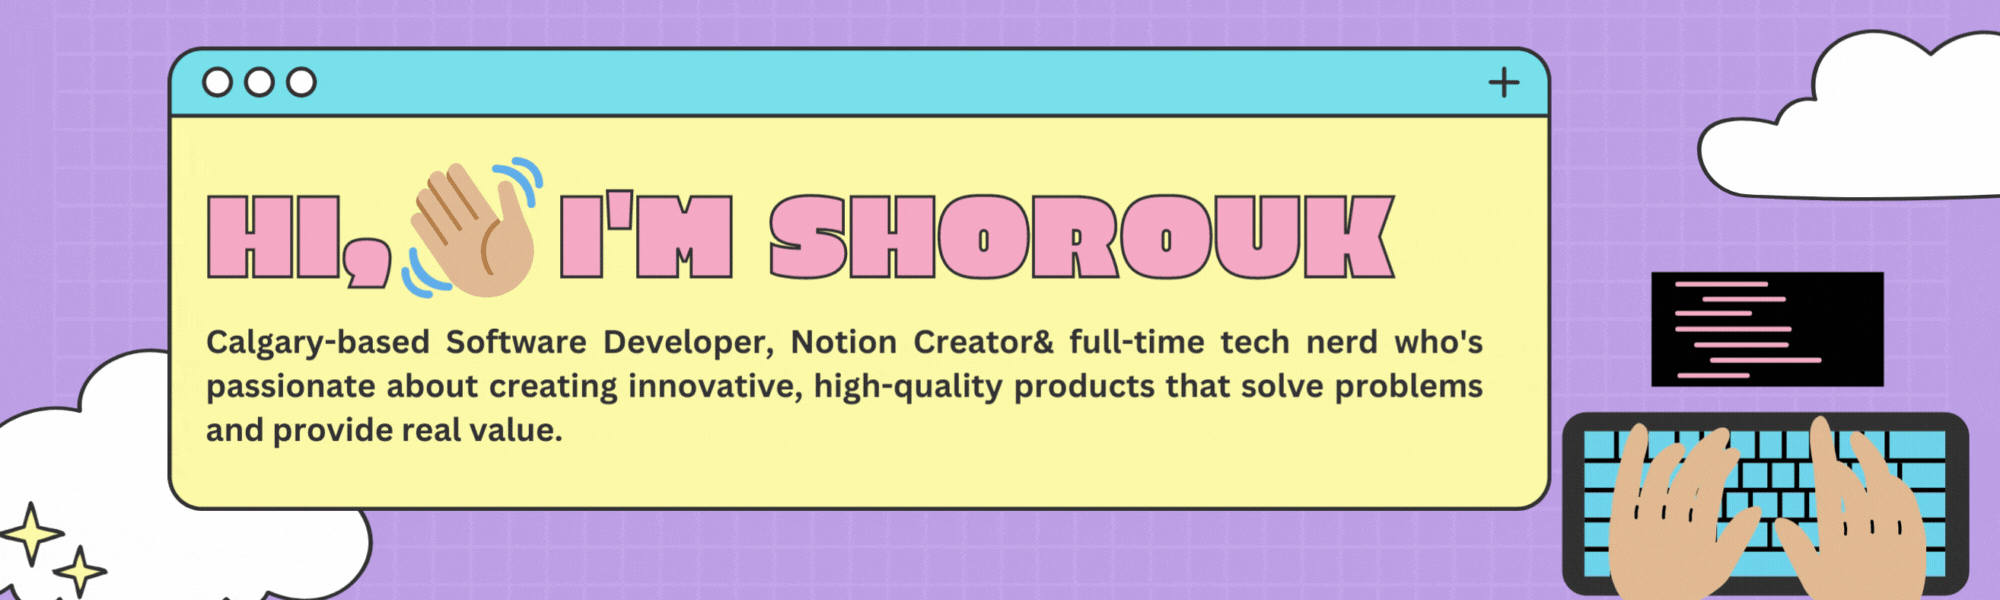 HI, I'M SHOROUK
Calgary-based Software Developer, Notion Creator& full-time tech nerd who's
passionate about creating innovative, high-quality products that solve problems
and provide real value.